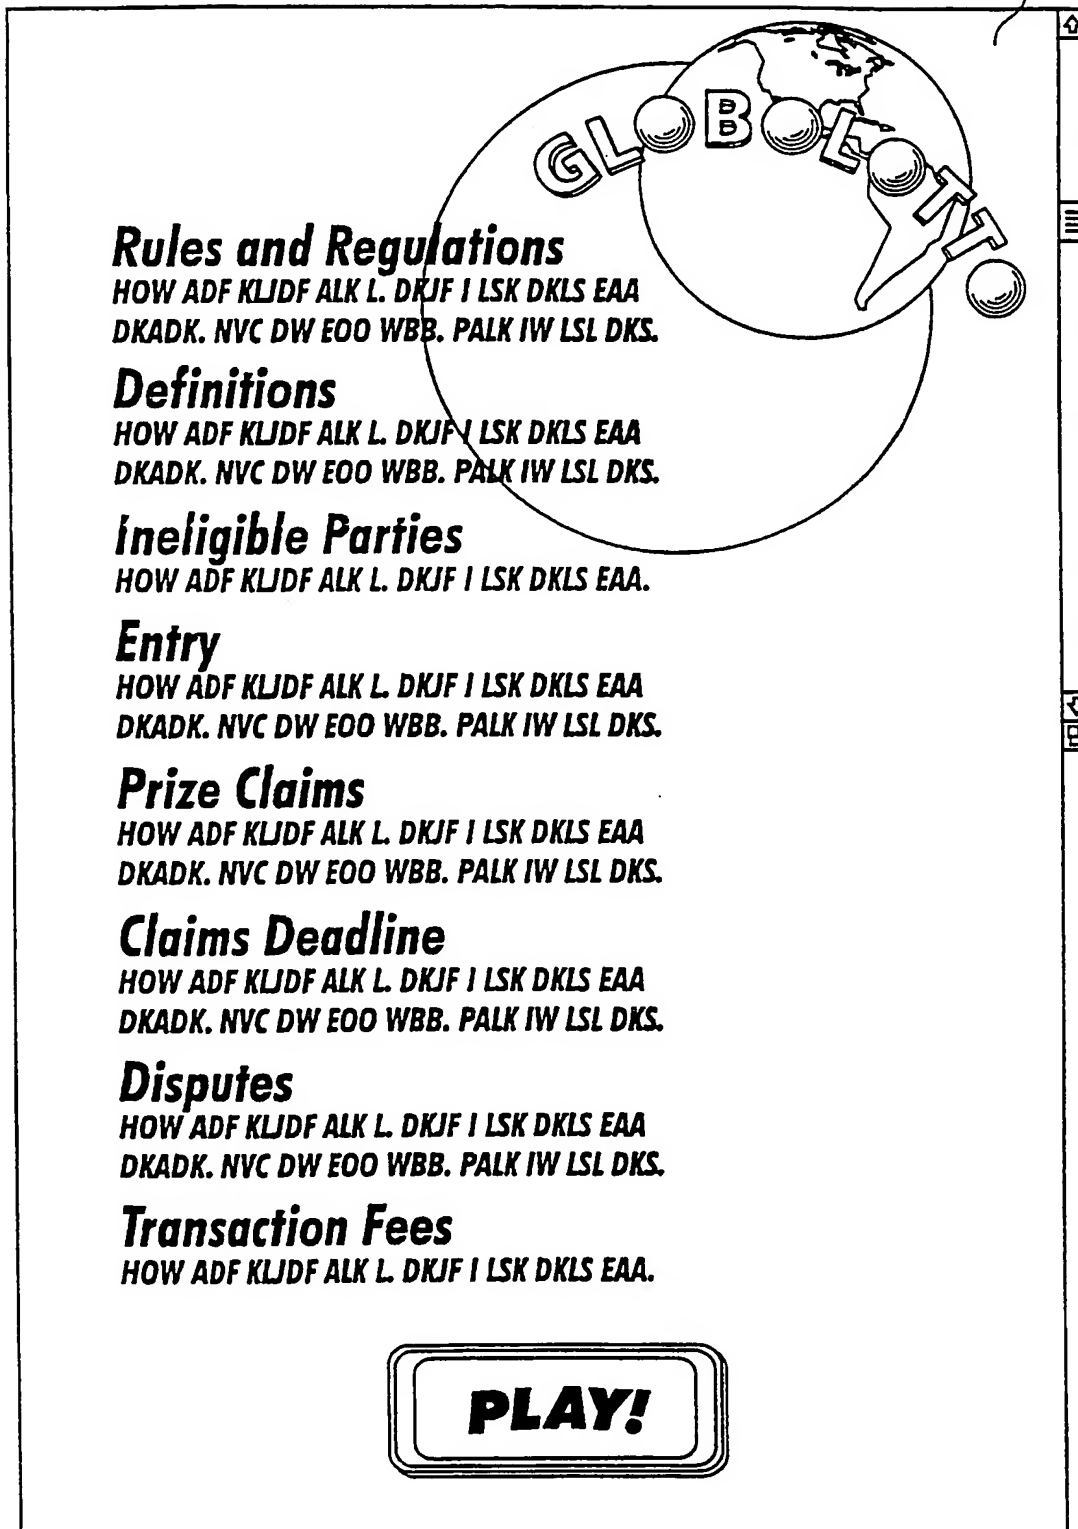 GLOBOLOTTO
Rules and Regulations
HOW ADF KLJDF ALK L. DKJF I LSK DKLS EAA
DKADK. NVC DW EOO WBB. PALK IW LSL DKS.
Definitions
HOW ADF KLJDF ALK L. DKJF I LSK DKLS EAA
DKADK. NVC DW EOO WBB. PALK IW LSL DKS.
Ineligible Parties
HOW ADF KLJDF ALK L. DKJF I LSK DKLS EAA.
Entry
HOW ADF KLJDF ALK L. DKJF I LSK DKLS EAA
DKADK. NVC DW EOO WBB. PALK IW LSL DKS.
Prize Claims
HOW ADF KLJDF ALK L. DKJF I LSK DKLS EAA
DKADK. NVC DW EOO WBB. PALK IW LSL DKS.
Claims Deadline
HOW ADF KLJDF ALK L. DKJF I LSK DKLS EAA
DKADK. NVC DW EOO WBB. PALK IW LSL DKS.
Disputes
HOW ADF KLJDF ALK L. DKJF I LSK DKLS EAA
DKADK. NVC DW EOO WBB. PALK IW LSL DKS.
Transaction Fees
HOW ADF KLJDF ALK L. DKJF I LSK DKLS EAA.
PLAY!